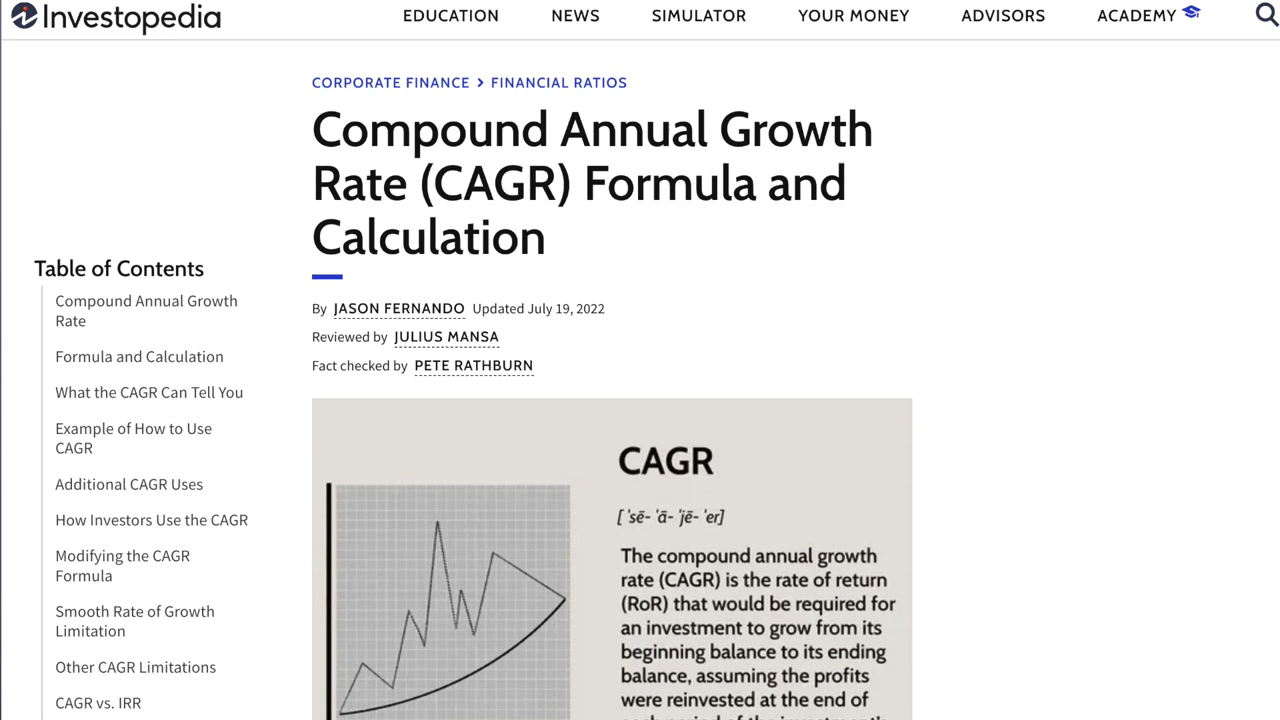 Investopedia
EDUCATION NEWS SIMULATOR YOUR MONEY ADVISORS ACADEMY
CORPORATE FINANCE > FINANCIAL RATIOS
Compound Annual Growth
Rate (CAGR) Formula and
Calculation
By JASON FERNANDO Updated July 19, 2022
Reviewed by JULIUS MANSA
Fact checked by PETE RATHBURN
Table of Contents
Compound Annual Growth
Rate
Formula and Calculation
What the CAGR Can Tell You
Example of How to Use
CAGR
Additional CAGR Uses
How Investors Use the CAGR
Modifying the CAGR
Formula
Smooth Rate of Growth
Limitation
Other CAGR Limitations
CAGR vs. IRR
CAGR
[ ˈsē- ˈā- ˈjē- ˈer]
The compound annual growth
rate (CAGR) is the rate of return
(RoR) that would be required for
an investment to grow from its
beginning balance to its ending
balance, assuming the profits
were reinvested at the end of